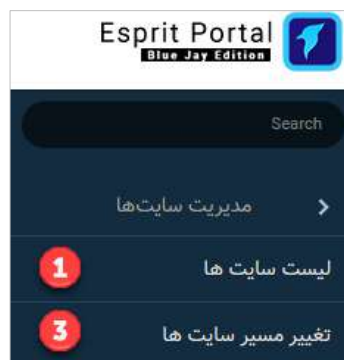 Esprit Portal
Blue Jay Edition
Search
مدیریت سایت‌ها
لیست سایت ها 1
تغییر مسیر سایت ها 3